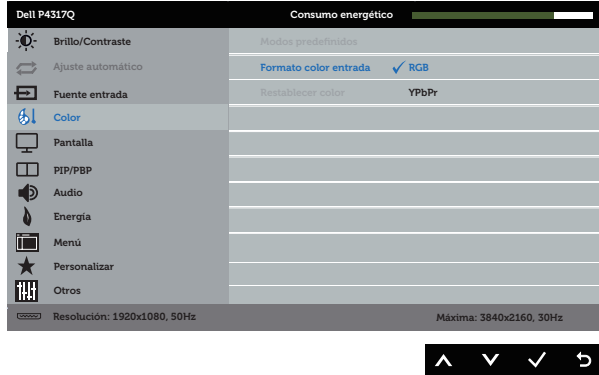 Dell P4317Q Consumo energético
Brillo/Contraste Modos predefinidos
Ajuste automático Formato color entrada RGB
Fuente entrada Restablecer color YPbPr
Color
Pantalla
PIP/PBP
Audio
Energía
Menú
Personalizar
Otros
Resolución: 1920x1080, 50Hz Máxima: 3840x2160, 30Hz